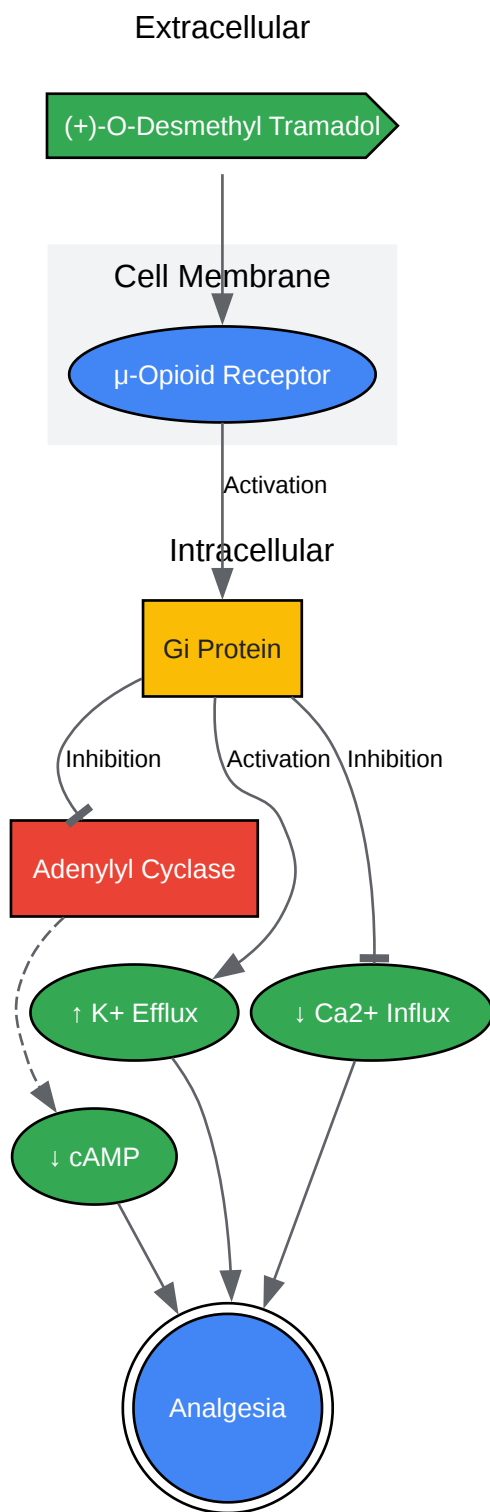 Extracellular
(+)-O-Desmethyl Tramadol
Cell Membrane
μ-Opioid Receptor
Activation
Intracellular
Gi Protein
Inhibition
Activation
Inhibition
Adenylyl Cyclase
↑ K+ Efflux
↓ Ca2+ Influx
↓ cAMP
Analgesia